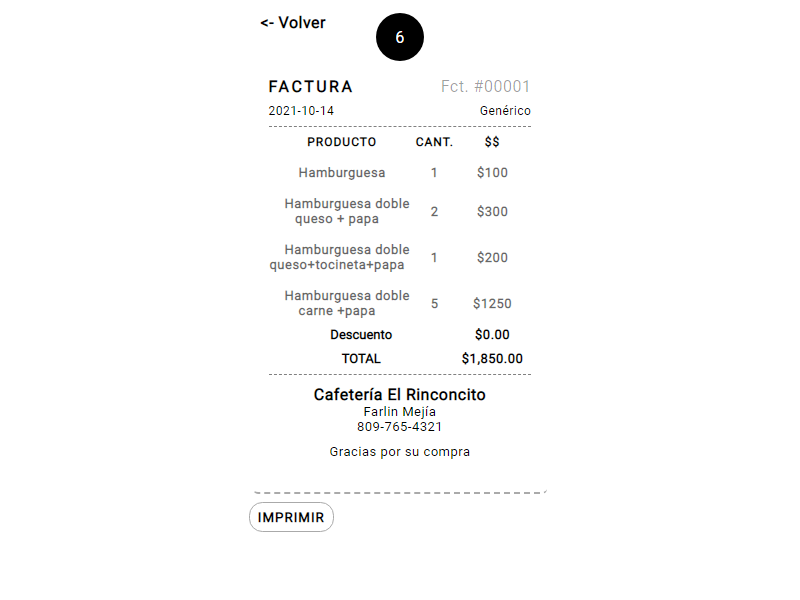 <- Volver
6
FACTURA Fct. #00001
2021-10-14 Genérico
PRODUCTO CANT. $$
Hamburguesa 1 $100
Hamburguesa doble
queso + papa 2 $300
Hamburguesa doble
queso+tocineta+papa 1 $200
Hamburguesa doble
carne +papa 5 $1250
Descuento $0.00
TOTAL $1,850.00
Cafetería El Rinconcito
Farlin Mejía
809-765-4321
Gracias por su compra
IMPRIMIR